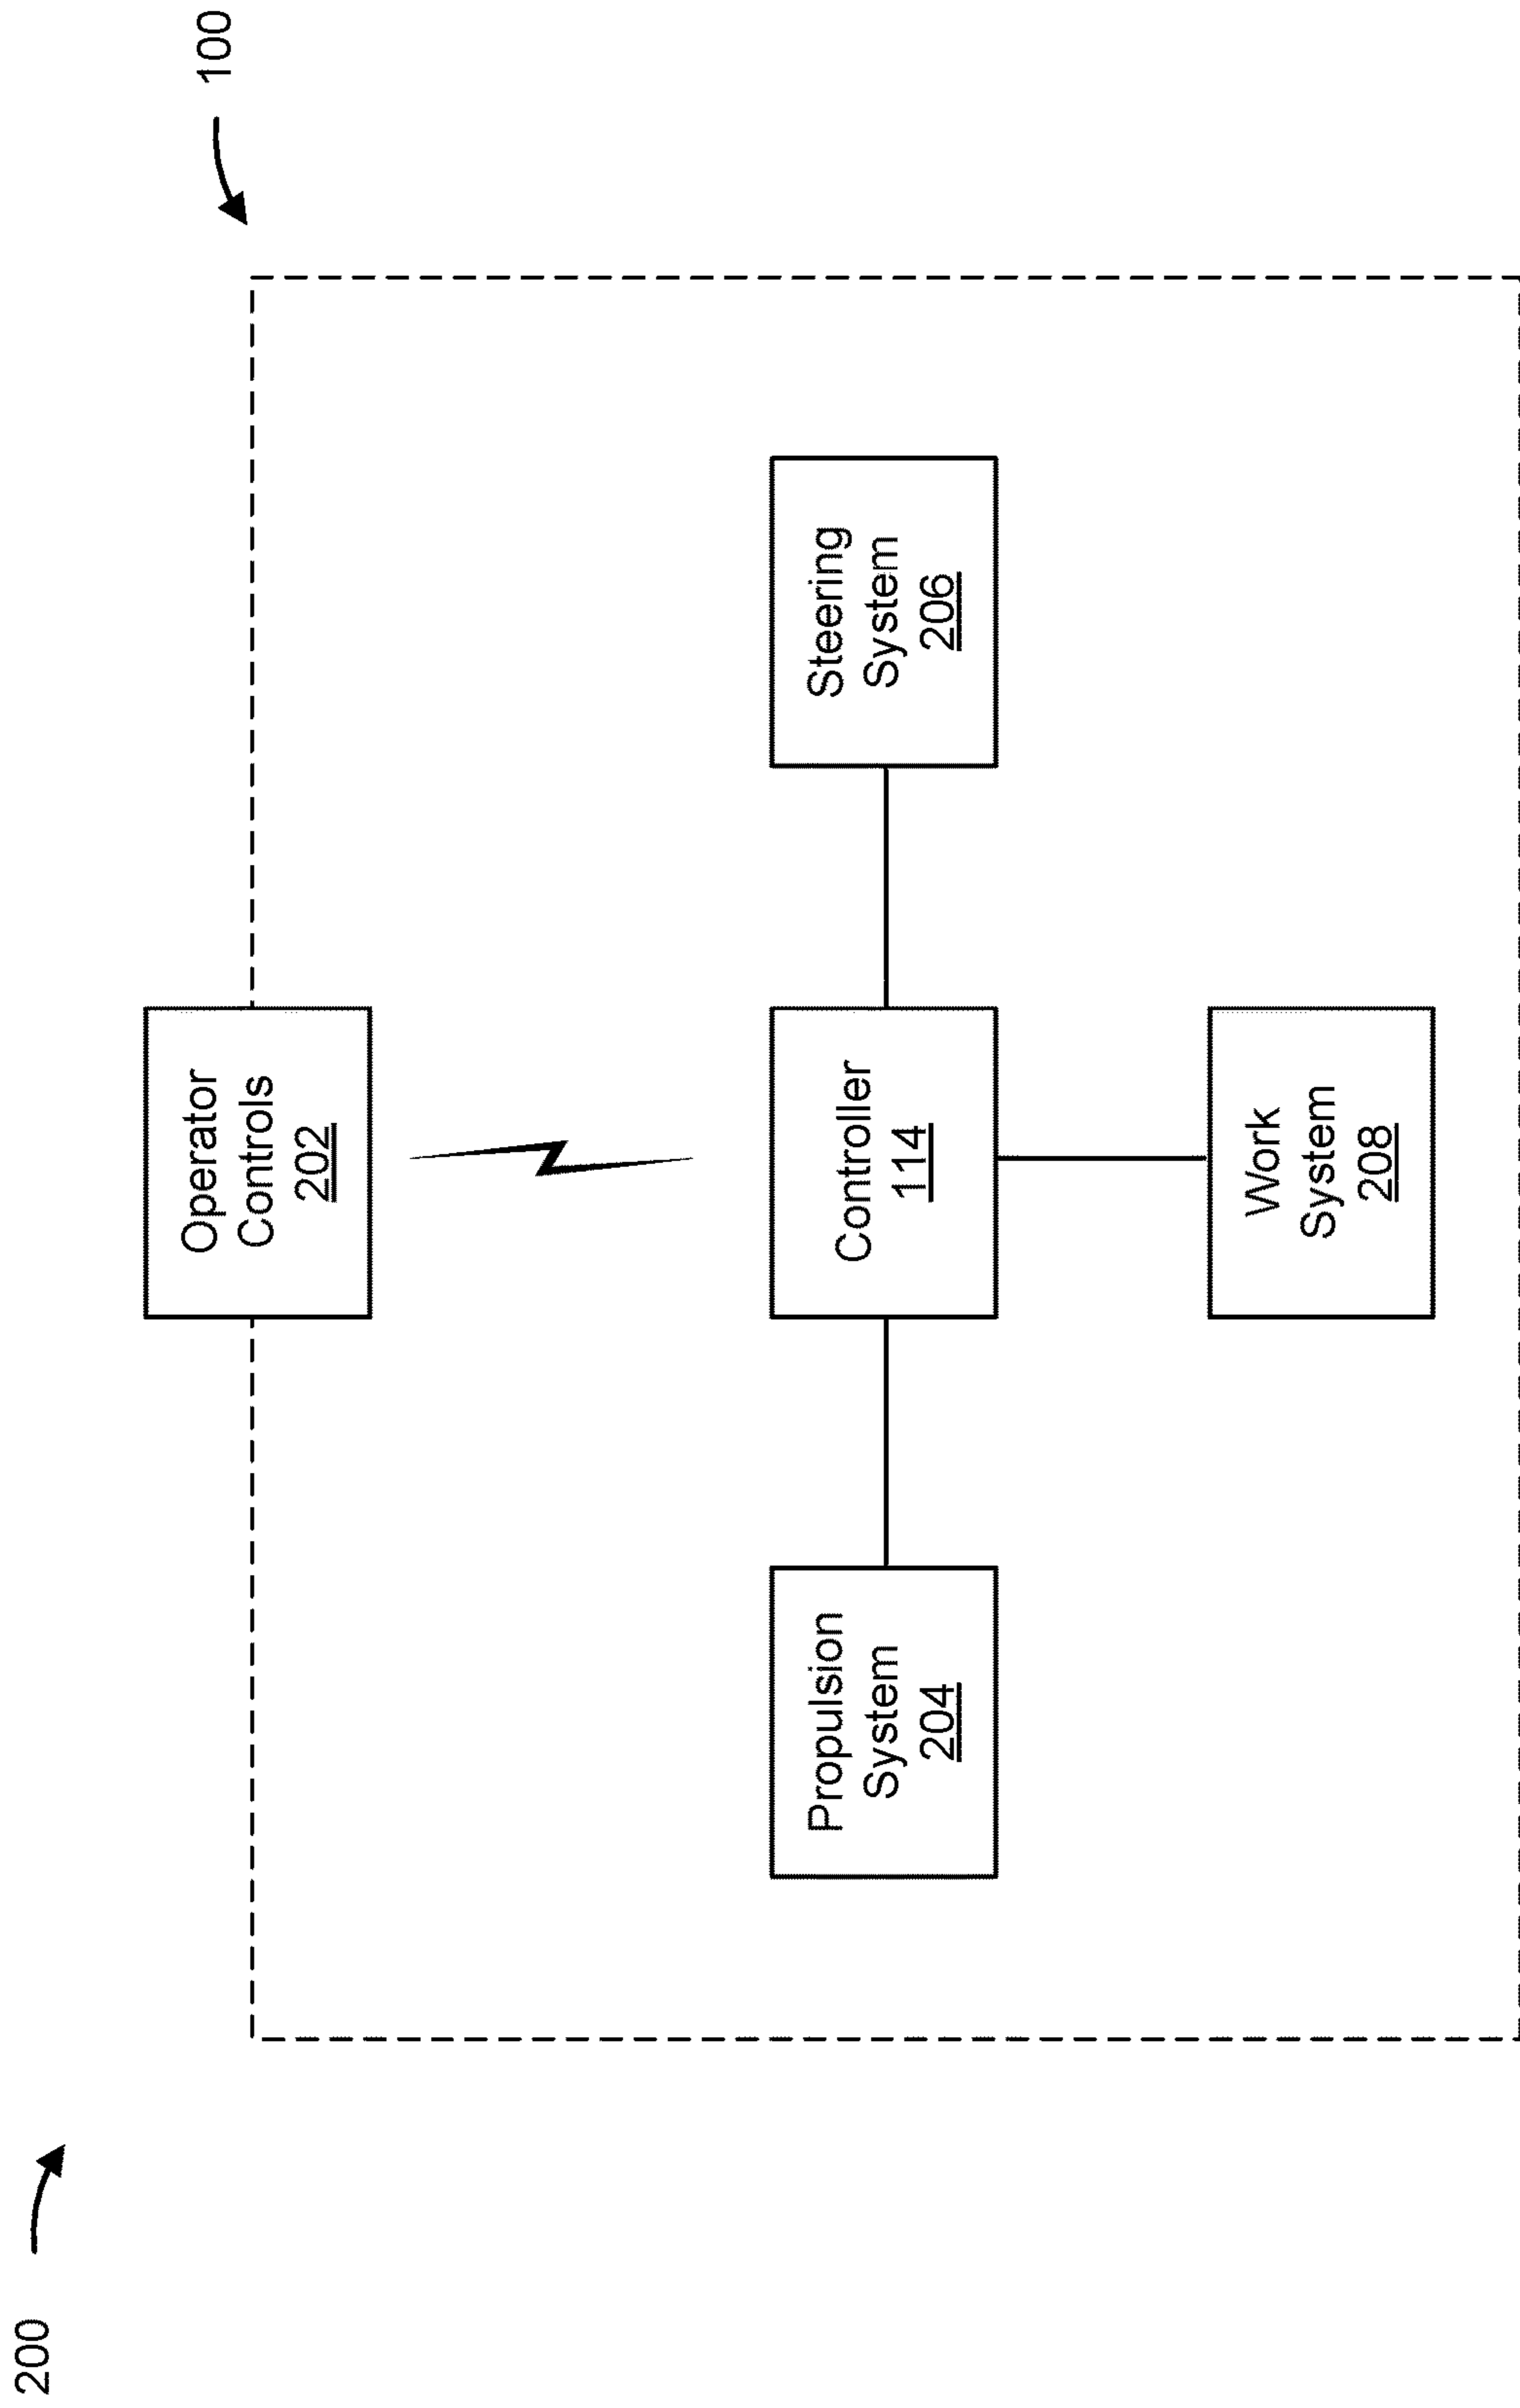 200
100
Operator
Controls
202
Propulsion
System
204
Controller
114
Steering
System
206
Work
System
208